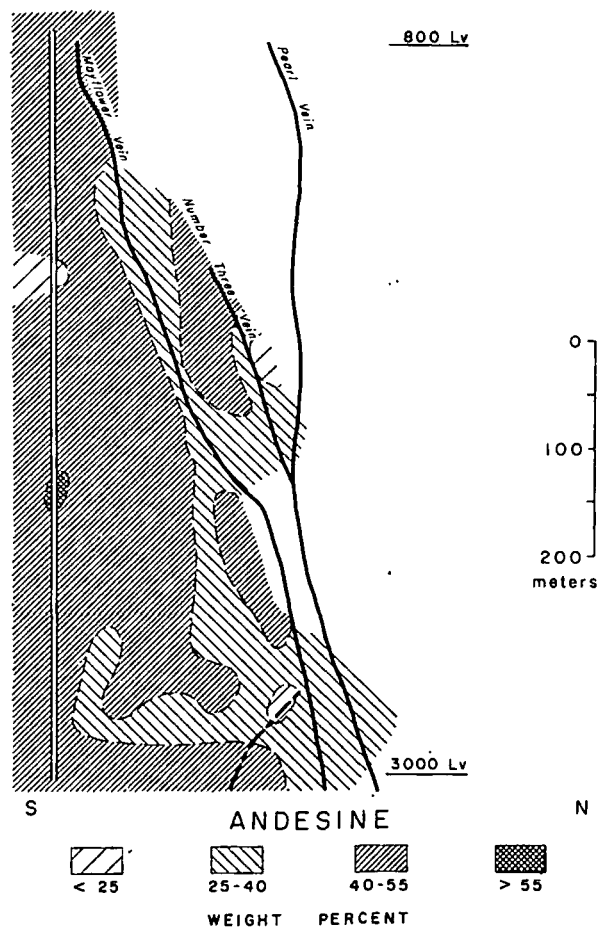 800 Lv
Mayflower Vein
Pearl Vein
Number Three Vein
0
100
200
meters
3000 Lv
S N
ANDESINE
< 25 25-40 40-55 > 55
WEIGHT PERCENT